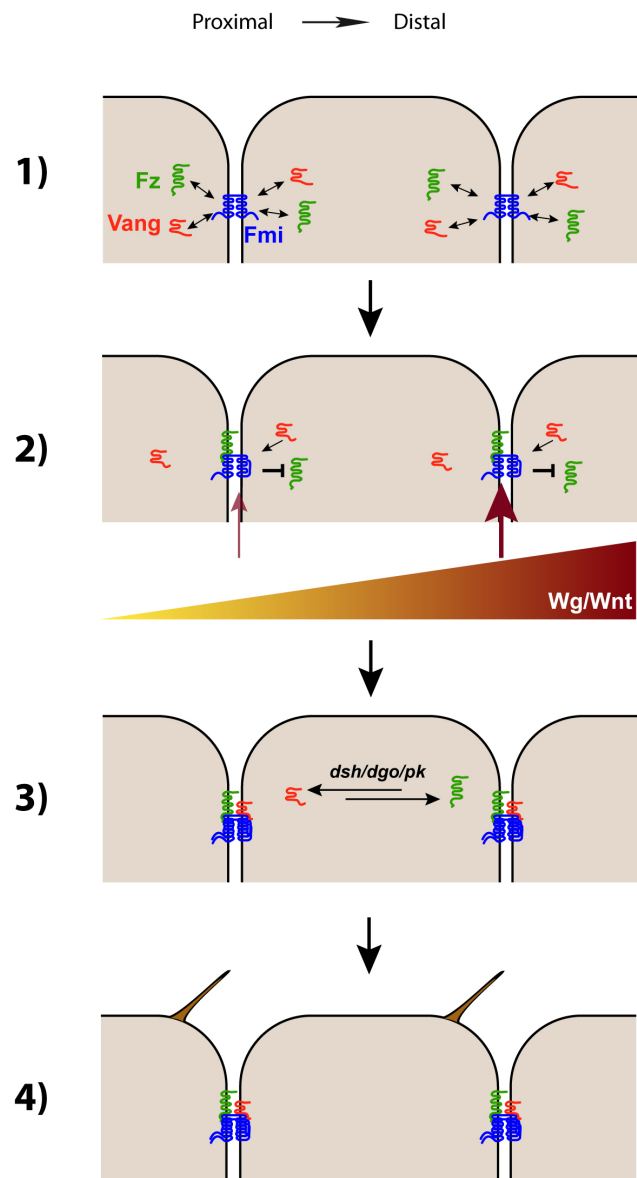 Proximal Distal
1)
Fz
Vang
Fmi
2)
Wg/Wnt
3)
dsh/dgo/pk
4)